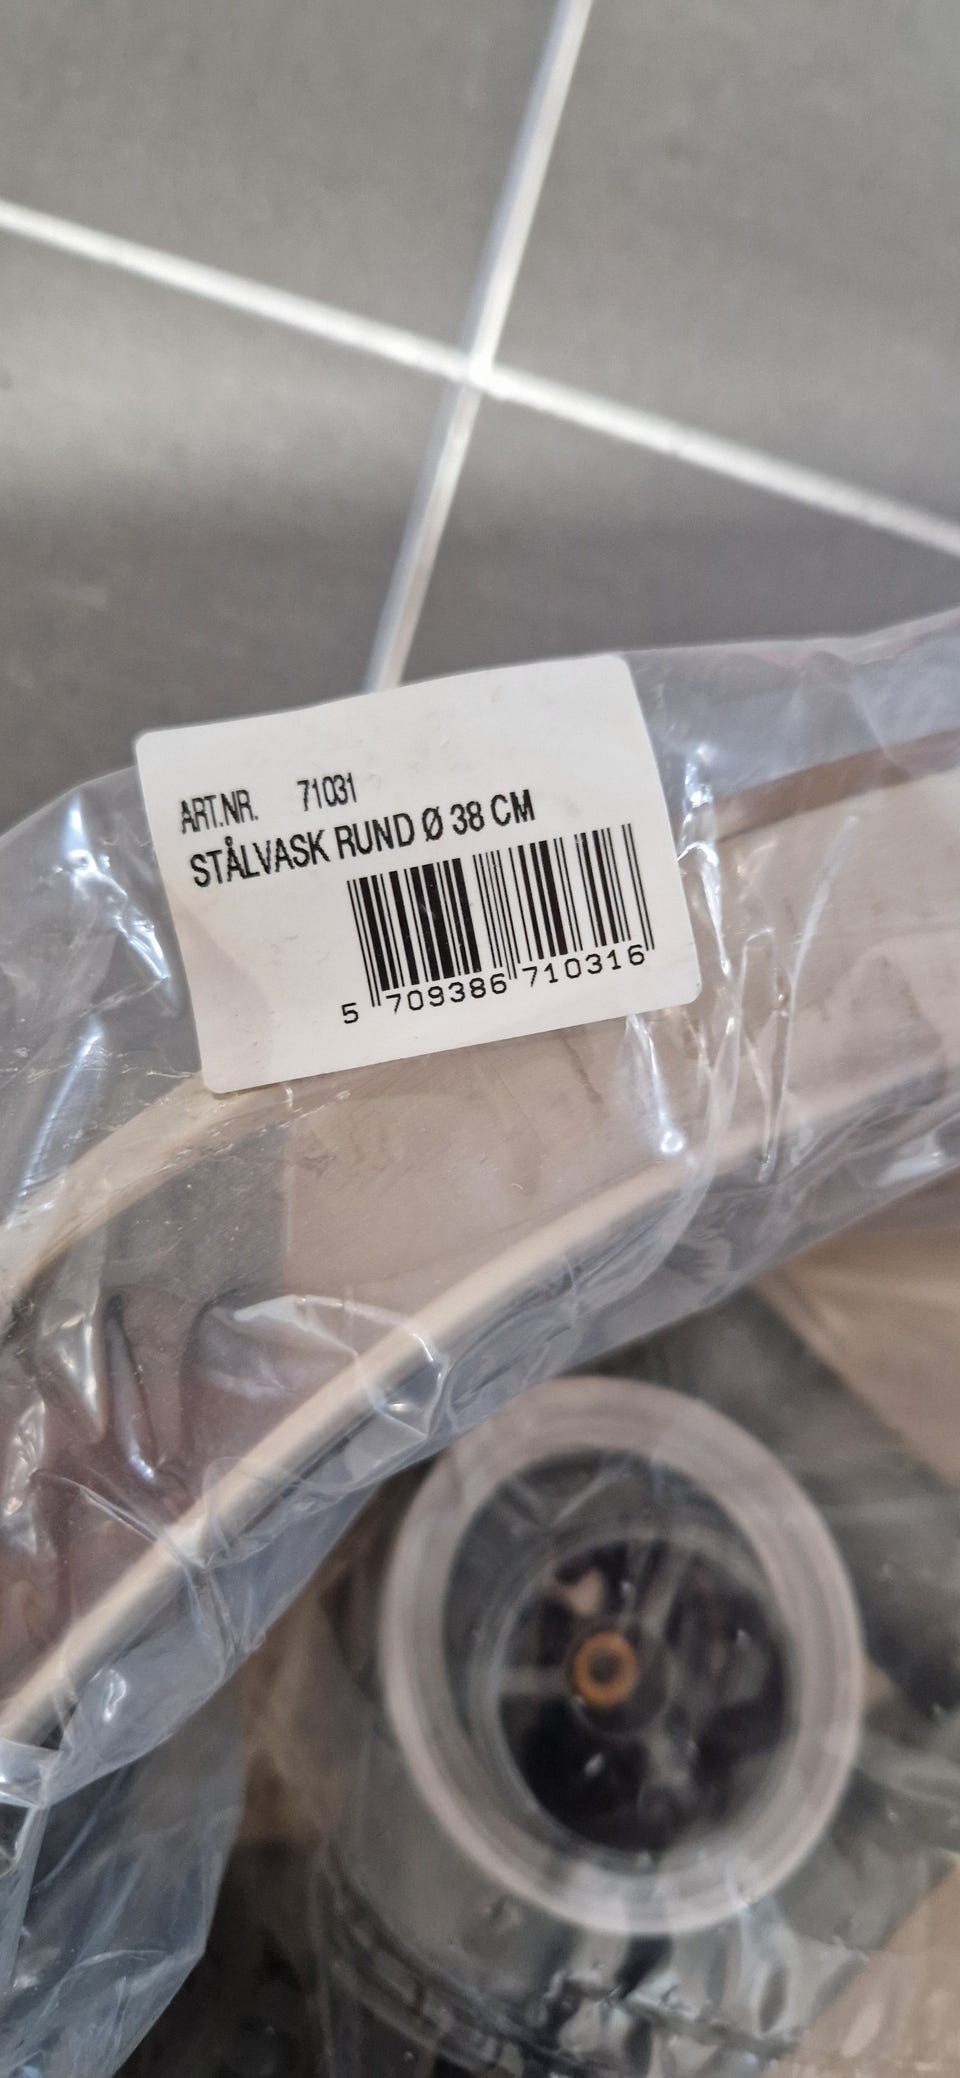 ART.NR. 71031
STÅLVASK RUND Ø 38 CM
5 709386 710316